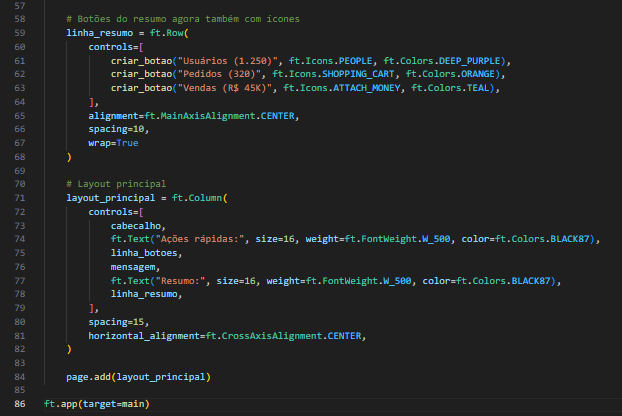 57
58 # Botões do resumo agora também com ícones
59 linha_resumo = ft.Row(
60 controls=[
61 criar_botao("Usuários (1.250)", ft.Icons.PEOPLE, ft.Colors.DEEP_PURPLE),
62 criar_botao("Pedidos (320)", ft.Icons.SHOPPING_CART, ft.Colors.ORANGE),
63 criar_botao("Vendas (R$ 45K)", ft.Icons.ATTACH_MONEY, ft.Colors.TEAL),
64 ],
65 alignment=ft.MainAxisAlignment.CENTER,
66 spacing=10,
67 wrap=True
68 )
69
70 # Layout principal
71 layout_principal = ft.Column(
72 controls=[
73 cabecalho,
74 ft.Text("Ações rápidas:", size=16, weight=ft.FontWeight.W_500, color=ft.Colors.BLACK87),
75 linha_botoes,
76 mensagem,
77 ft.Text("Resumo:", size=16, weight=ft.FontWeight.W_500, color=ft.Colors.BLACK87),
78 linha_resumo,
79 ],
80 spacing=15,
81 horizontal_alignment=ft.CrossAxisAlignment.CENTER,
82 )
83
84 page.add(layout_principal)
85
86 ft.app(target=main)